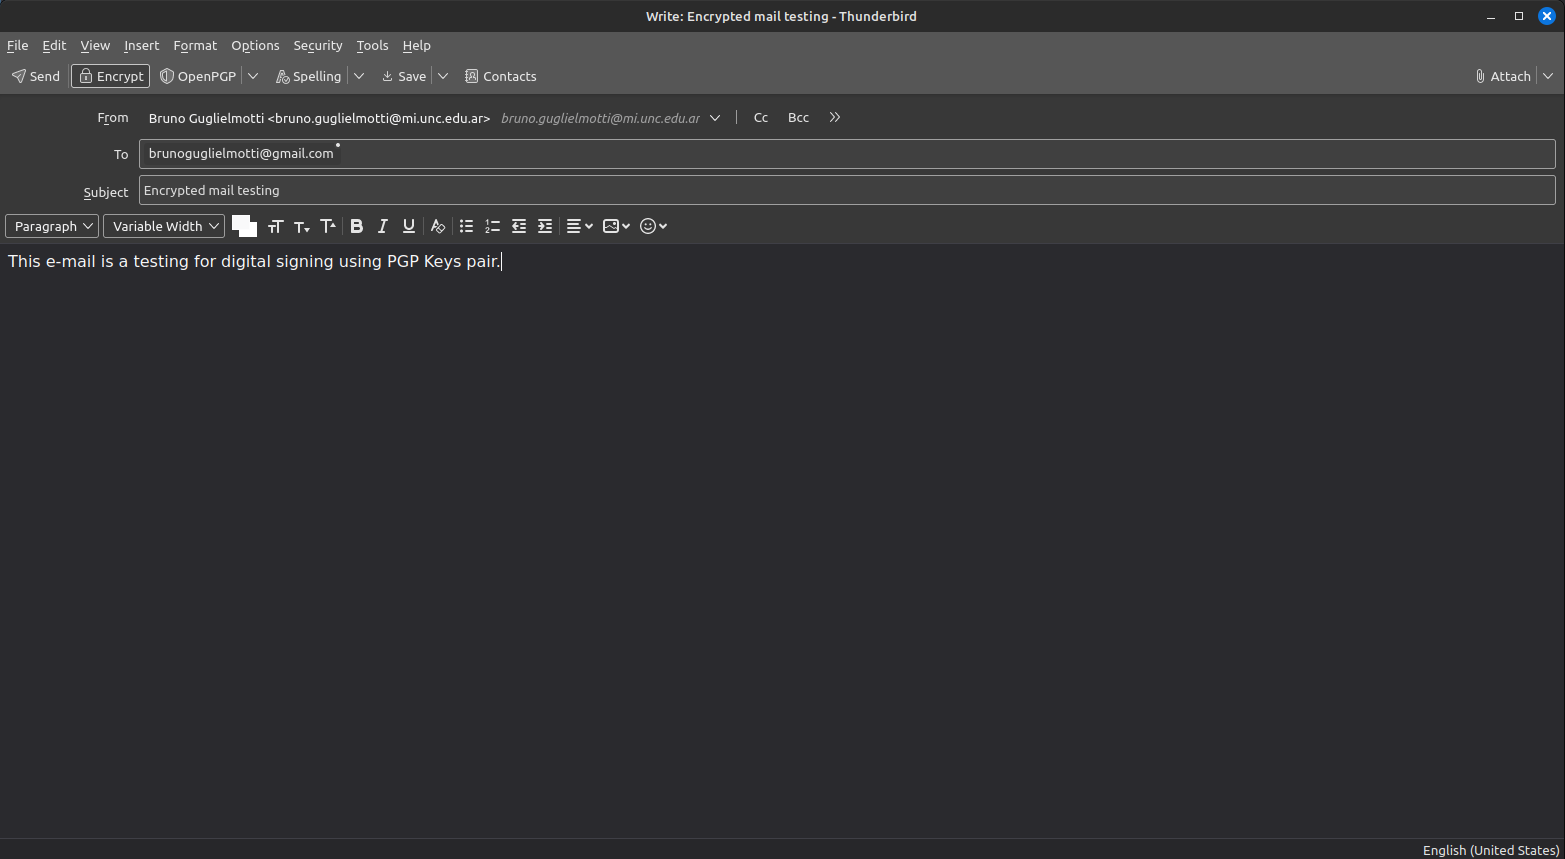 Write: Encrypted mail testing - Thunderbird
File Edit View Insert Format Options Security Tools Help
Send Encrypt OpenPGP Spelling Save Contacts Attach
From Bruno Guglielmotti <bruno.guglielmotti@mi.unc.edu.ar> bruno.guglielmotti@mi.unc.edu.ar Cc Bcc
To brunoguglielmotti@gmail.com
Subject Encrypted mail testing
Paragraph Variable Width
This e-mail is a testing for digital signing using PGP Keys pair.
English (United States)